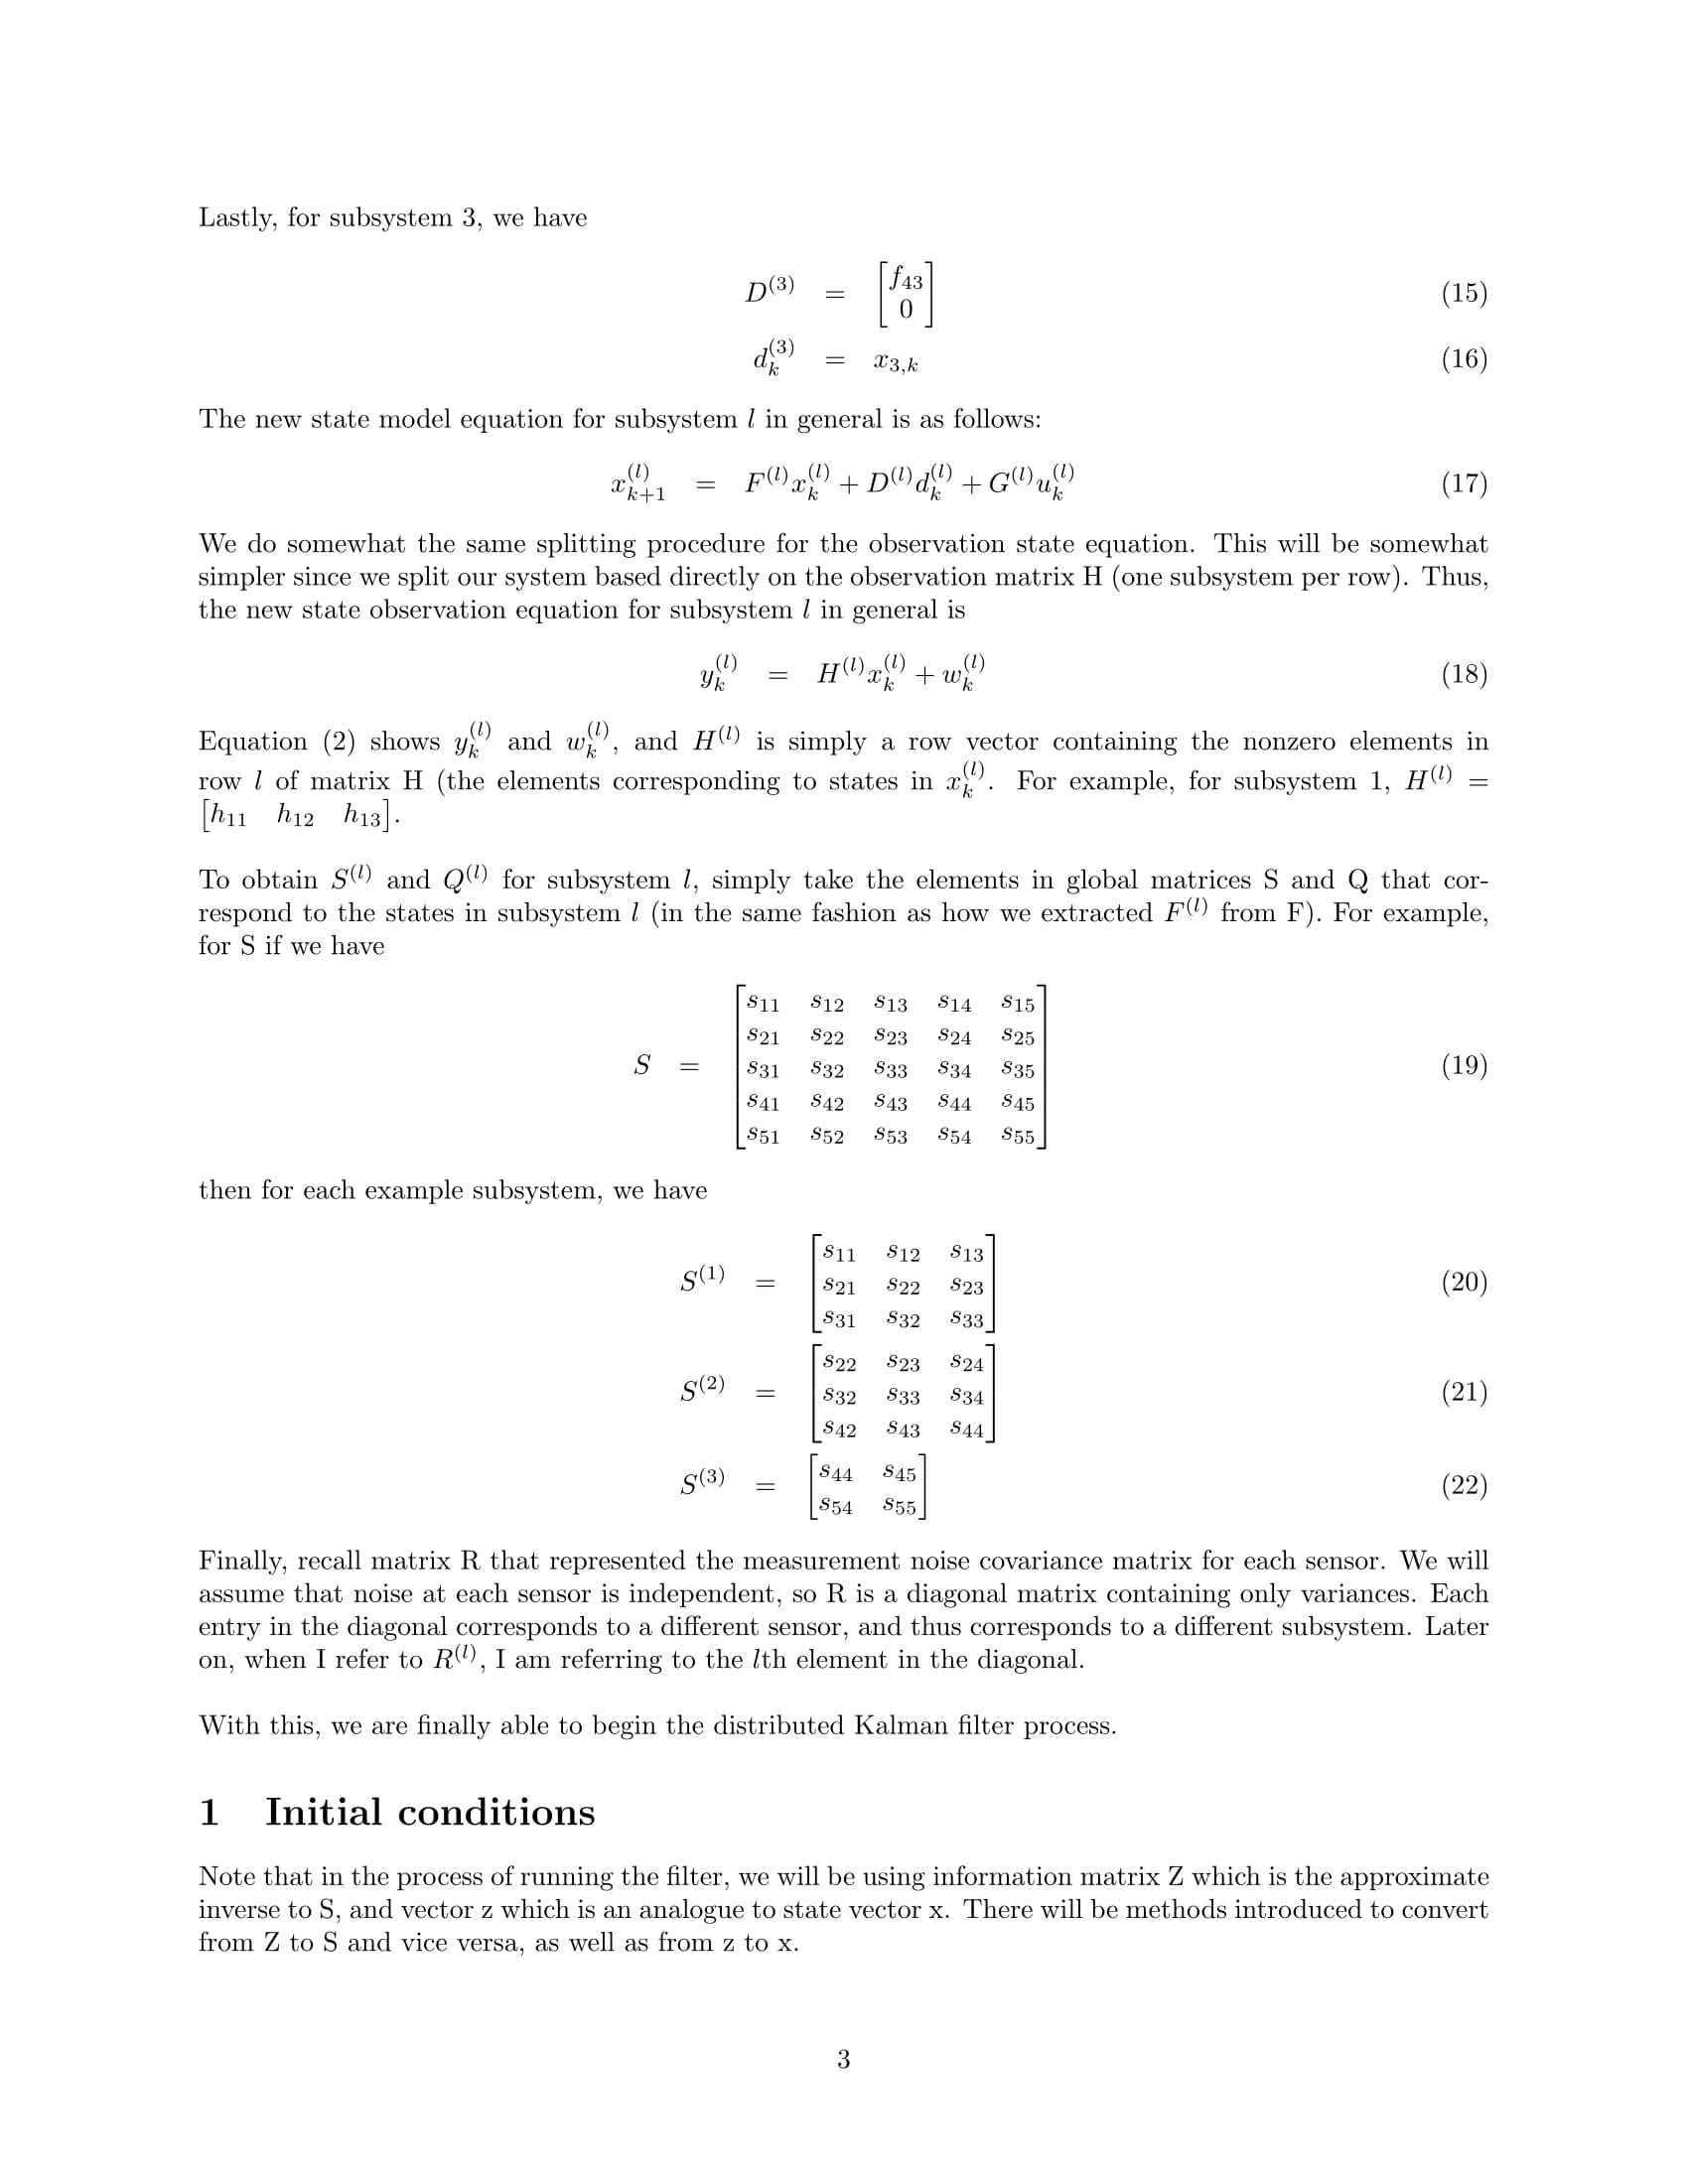 Lastly, for subsystem 3, we have
D^{(3)} = \begin{bmatrix} f_{43} \\ 0 \end{bmatrix} (15)
d_k^{(3)} = x_{3,k} (16)
The new state model equation for subsystem l in general is as follows:
x_{k+1}^{(l)} = F^{(l)}x_k^{(l)} + D^{(l)}d_k^{(l)} + G^{(l)}u_k^{(l)} (17)
We do somewhat the same splitting procedure for the observation state equation. This will be somewhat
simpler since we split our system based directly on the observation matrix H (one subsystem per row). Thus,
the new state observation equation for subsystem l in general is
y_k^{(l)} = H^{(l)}x_k^{(l)} + w_k^{(l)} (18)
Equation (2) shows y_k^{(l)} and w_k^{(l)}, and H^{(l)} is simply a row vector containing the nonzero elements in
row l of matrix H (the elements corresponding to states in x_k^{(l)}. For example, for subsystem 1, H^{(l)} =
[h_{11} h_{12} h_{13}].
To obtain S^{(l)} and Q^{(l)} for subsystem l, simply take the elements in global matrices S and Q that cor-
respond to the states in subsystem l (in the same fashion as how we extracted F^{(l)} from F). For example,
for S if we have
S = \begin{bmatrix} s_{11} & s_{12} & s_{13} & s_{14} & s_{15} \\ s_{21} & s_{22} & s_{23} & s_{24} & s_{25} \\ s_{31} & s_{32} & s_{33} & s_{34} & s_{35} \\ s_{41} & s_{42} & s_{43} & s_{44} & s_{45} \\ s_{51} & s_{52} & s_{53} & s_{54} & s_{55} \end{bmatrix} (19)
then for each example subsystem, we have
S^{(1)} = \begin{bmatrix} s_{11} & s_{12} & s_{13} \\ s_{21} & s_{22} & s_{23} \\ s_{31} & s_{32} & s_{33} \end{bmatrix} (20)
S^{(2)} = \begin{bmatrix} s_{22} & s_{23} & s_{24} \\ s_{32} & s_{33} & s_{34} \\ s_{42} & s_{43} & s_{44} \end{bmatrix} (21)
S^{(3)} = \begin{bmatrix} s_{44} & s_{45} \\ s_{54} & s_{55} \end{bmatrix} (22)
Finally, recall matrix R that represented the measurement noise covariance matrix for each sensor. We will
assume that noise at each sensor is independent, so R is a diagonal matrix containing only variances. Each
entry in the diagonal corresponds to a different sensor, and thus corresponds to a different subsystem. Later
on, when I refer to R^{(l)}, I am referring to the lth element in the diagonal.
With this, we are finally able to begin the distributed Kalman filter process.
1 Initial conditions
Note that in the process of running the filter, we will be using information matrix Z which is the approximate
inverse to S, and vector z which is an analogue to state vector x. There will be methods introduced to convert
from Z to S and vice versa, as well as from z to x.
3